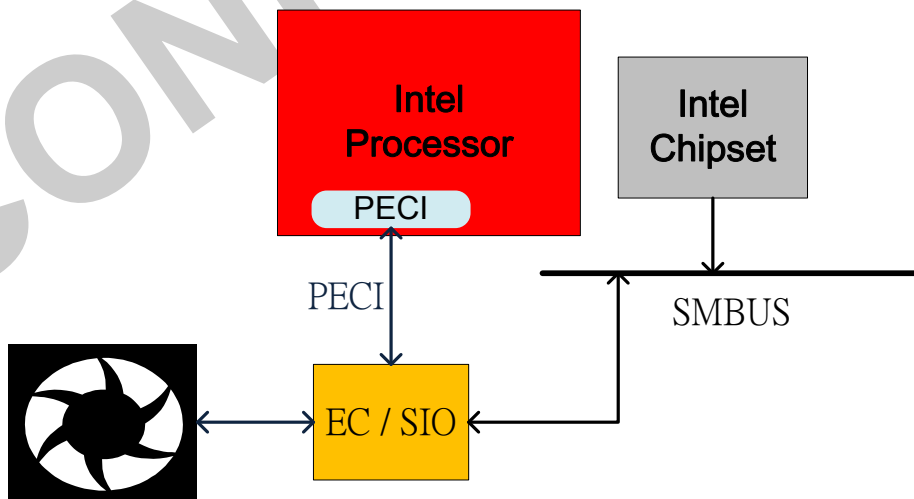 Intel
Processor
Intel
Chipset
PECI
PECI
SMBUS
EC / SIO